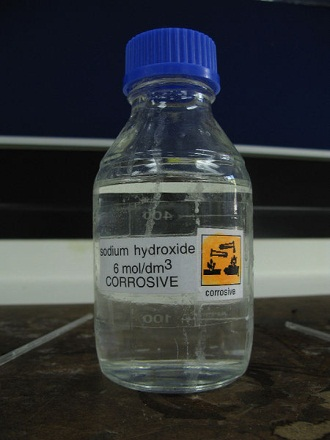 400
sodium hydroxide
6 mol/dm3
CORROSIVE
corrosive
100